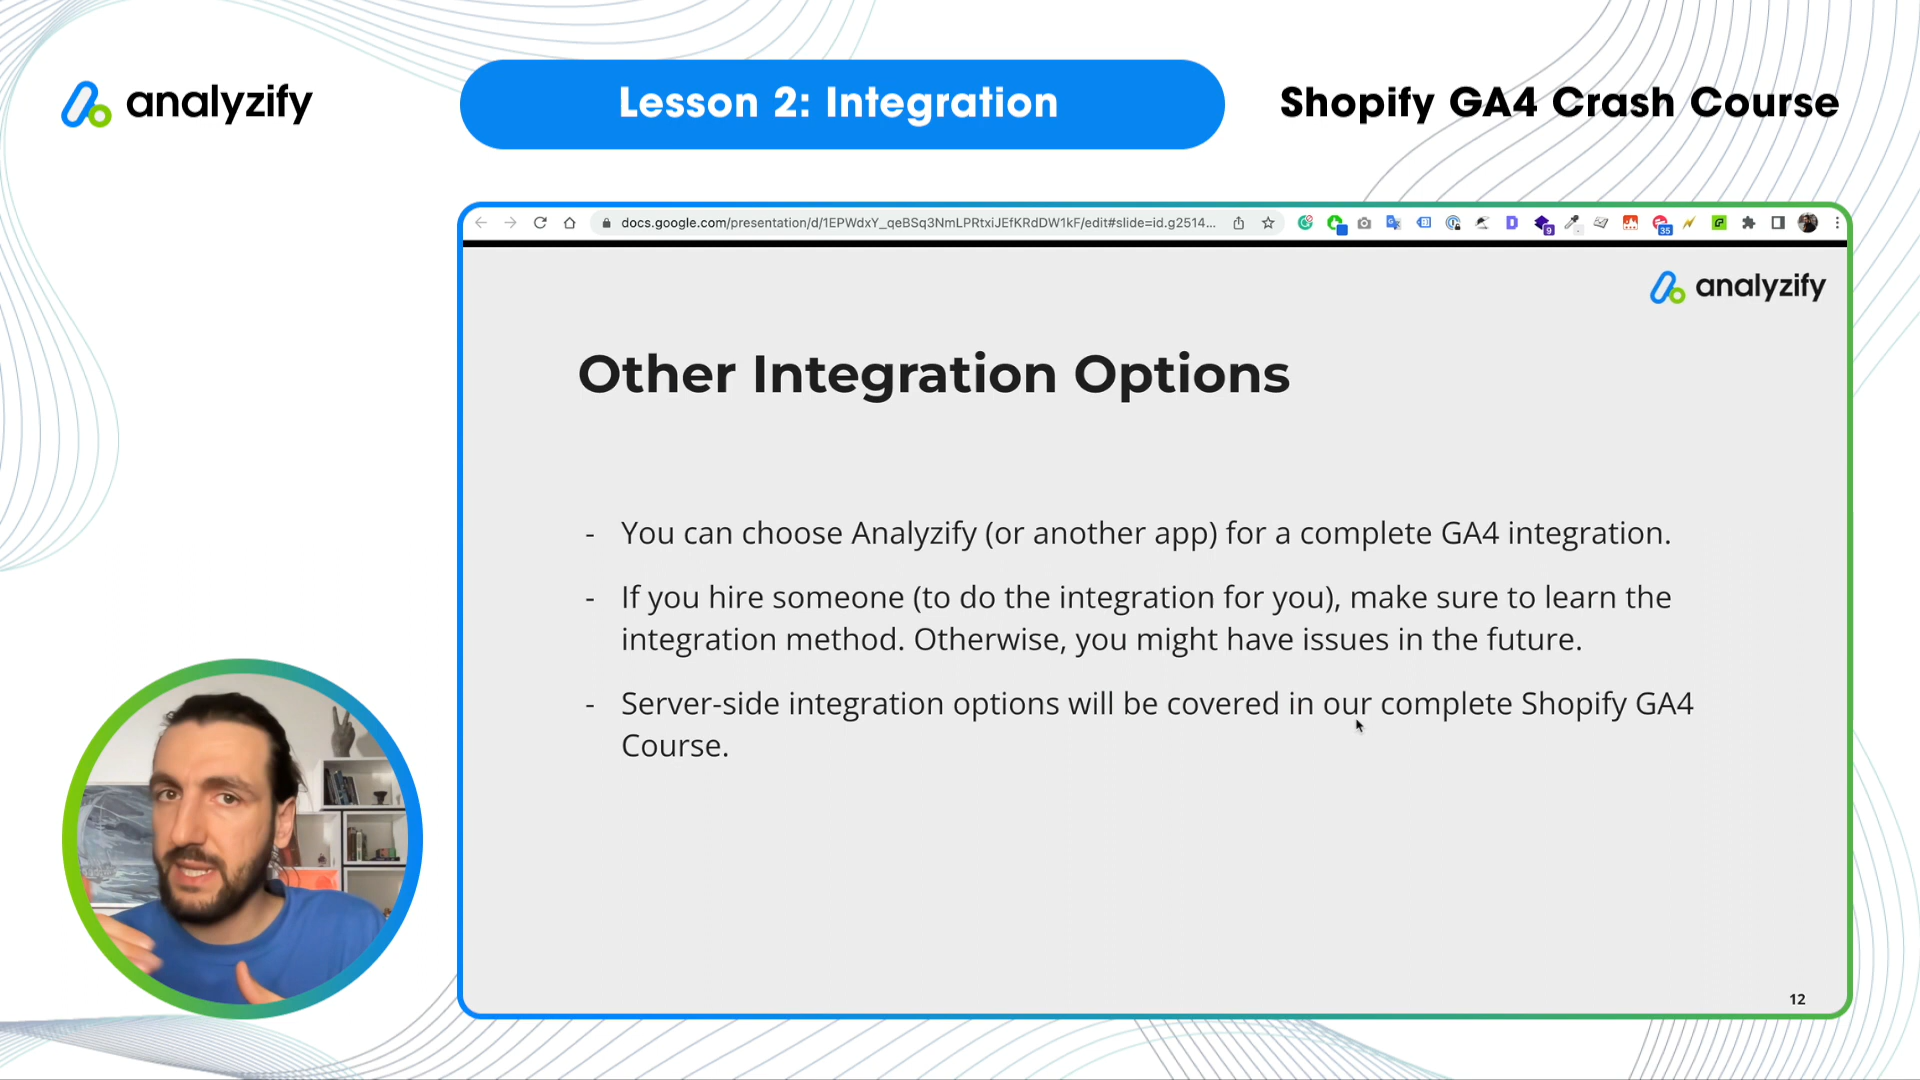 analyzify
Lesson 2: Integration
Shopify GA4 Crash Course
docs.google.com/presentation/d/1EPWdxY_qeBSq3NmLPRtxiJEfKRdDW1kF/edit#slide=id.g2514...
9
35
analyzify
Other Integration Options
- You can choose Analyzify (or another app) for a complete GA4 integration.
- If you hire someone (to do the integration for you), make sure to learn the
integration method. Otherwise, you might have issues in the future.
- Server-side integration options will be covered in our complete Shopify GA4
Course.
12